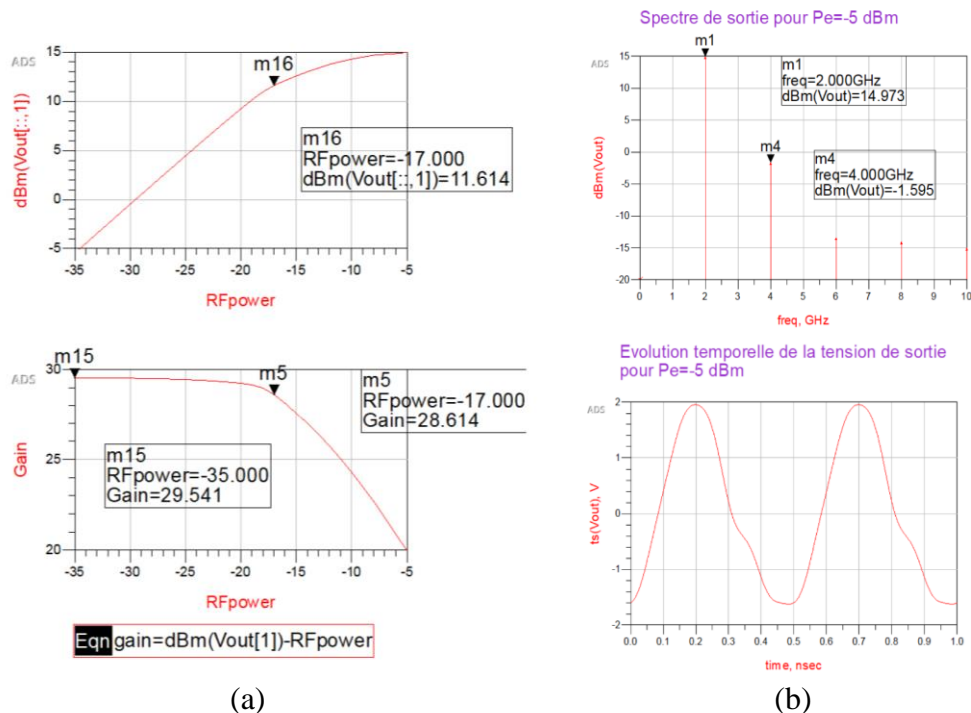 ADS
dBm(Vout[::,1])
15
10
5
0
-5
m16
m16
RFpower=-17.000
dBm(Vout[::,1])=11.614
-35 -30 -25 -20 -15 -10 -5
RFpower
ADS
Gain
30
25
20
m15
m5
m5
RFpower=-17.000
Gain=28.614
m15
RFpower=-35.000
Gain=29.541
-35 -30 -25 -20 -15 -10 -5
RFpower
Eqn gain=dBm(Vout[1])-RFpower
(a)
Spectre de sortie pour Pe=-5 dBm
ADS
dBm(Vout)
15
10
5
0
-5
-10
-15
-20
m1
m1
freq=2.000GHz
dBm(Vout)=14.973
m4
m4
freq=4.000GHz
dBm(Vout)=-1.595
0 1 2 3 4 5 6 7 8 9 10
freq, GHz
Evolution temporelle de la tension de sortie
pour Pe=-5 dBm
ADS
ts(Vout), V
2
1
0
-1
-2
0.0 0.1 0.2 0.3 0.4 0.5 0.6 0.7 0.8 0.9 1.0
time, nsec
(b)